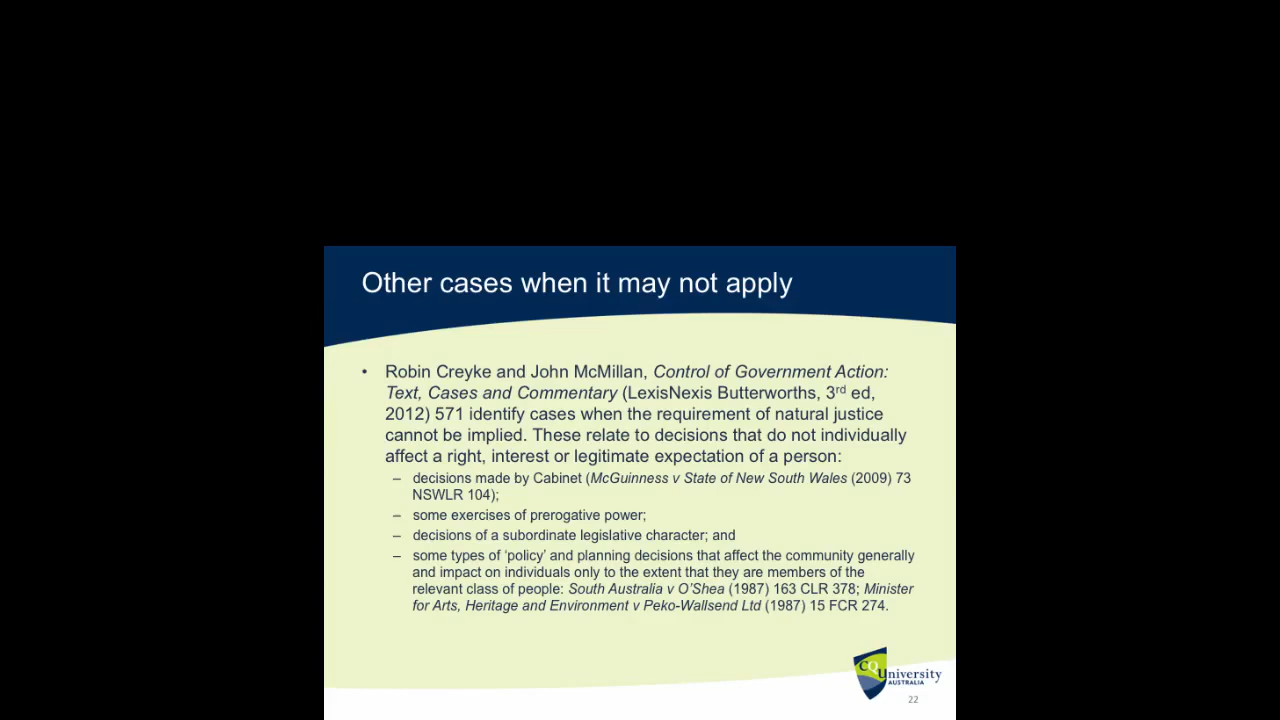 Other cases when it may not apply
• Robin Creyke and John McMillan, Control of Government Action:
Text, Cases and Commentary (LexisNexis Butterworths, 3rd ed,
2012) 571 identify cases when the requirement of natural justice
cannot be implied. These relate to decisions that do not individually
affect a right, interest or legitimate expectation of a person:
– decisions made by Cabinet (McGuinness v State of New South Wales (2009) 73
NSWLR 104);
– some exercises of prerogative power;
– decisions of a subordinate legislative character; and
– some types of ‘policy’ and planning decisions that affect the community generally
and impact on individuals only to the extent that they are members of the
relevant class of people: South Australia v O’Shea (1987) 163 CLR 378; Minister
for Arts, Heritage and Environment v Peko-Wallsend Ltd (1987) 15 FCR 274.
CQUniversity
AUSTRALIA
22